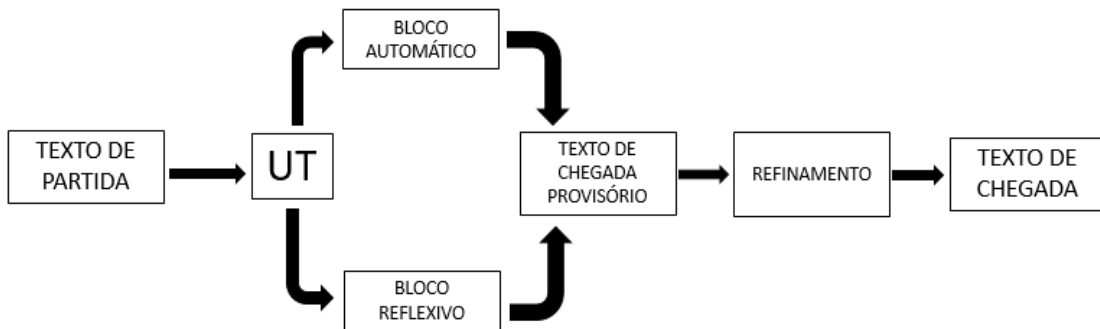 TEXTO DE
PARTIDA
UT
BLOCO
AUTOMÁTICO
BLOCO
REFLEXIVO
TEXTO DE
CHEGADA
PROVISÓRIO
REFINAMENTO
TEXTO DE
CHEGADA